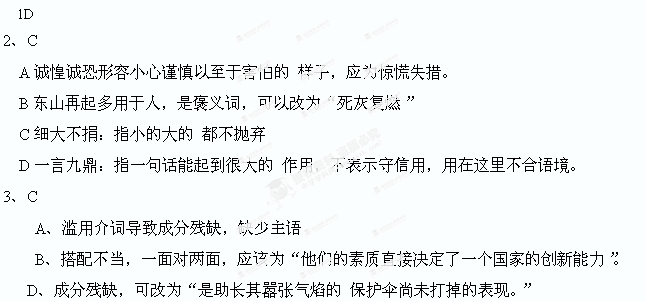 1D
2、C
A 诚惶诚恐形容小心谨慎以至于害怕的 样子，应为惊慌失措。
B 东山再起多用于人，是褒义词，可以改为“死灰复燃 ”
C 细大不捐：指小的大的 都不抛弃
D 一言九鼎：指一句话能起到很大的 作用，不表示守信用，用在这里不合语境。
3、C
A、滥用介词导致成分残缺，缺少主语
B、搭配不当，一面对两面，应该为“他们的素质直接决定了一个国家的创新能力 ”。
D、成分残缺，可改为“是助长其嚣张气焰的 保护伞尚未打掉的表现。”